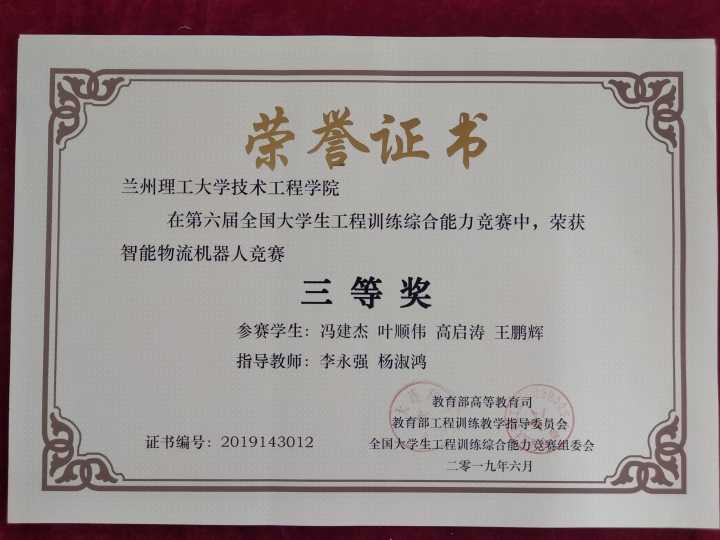 荣誉证书
兰州理工大学技术工程学院
在第六届全国大学生工程训练综合能力竞赛中，荣获
智能物流机器人竞赛
三等奖
参赛学生：冯建杰 叶顺伟 高启涛 王鹏辉
指导教师：李永强 杨淑鸿
教育部高等教育司
教育部工程训练教学指导委员会
证书编号：2019143012
全国大学生工程训练综合能力竞赛组委会
二零一九年六月